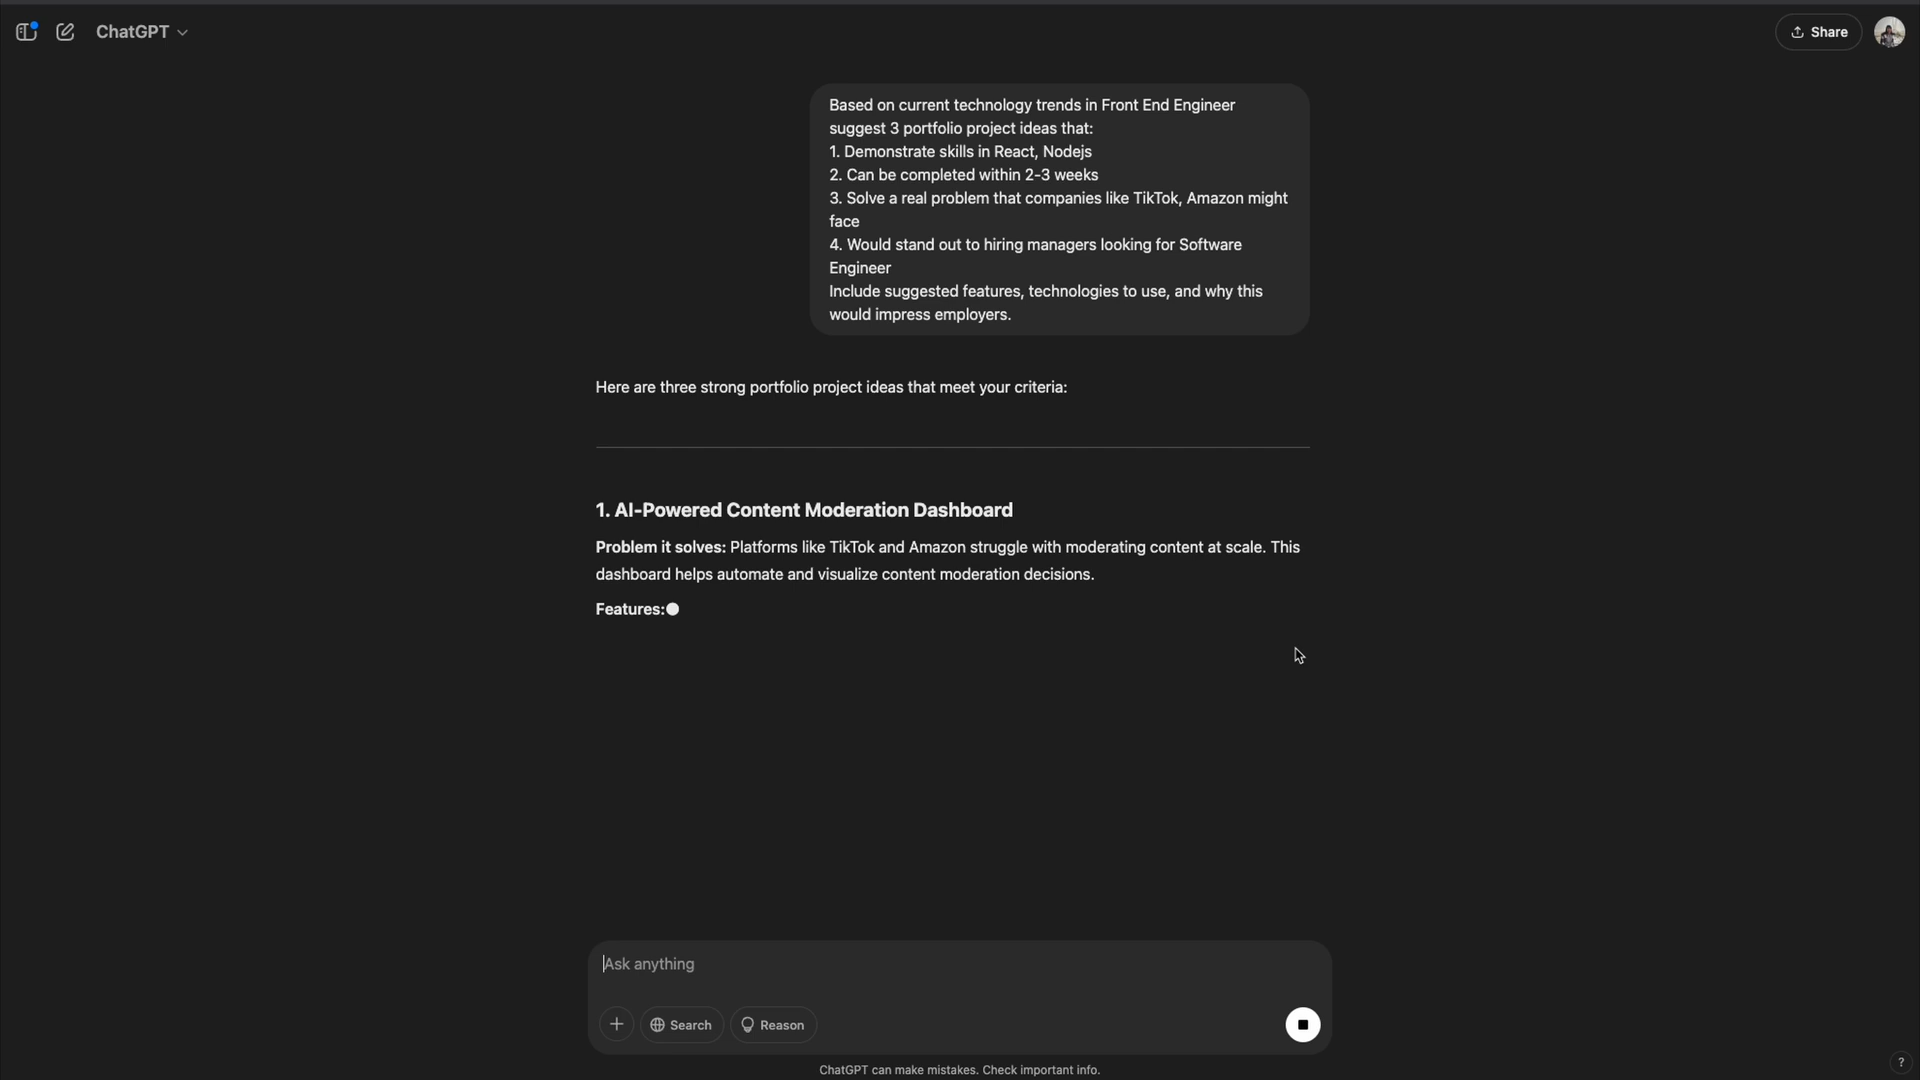 ChatGPT
Share
Based on current technology trends in Front End Engineer
suggest 3 portfolio project ideas that:
1. Demonstrate skills in React, Nodejs
2. Can be completed within 2-3 weeks
3. Solve a real problem that companies like TikTok, Amazon might
face
4. Would stand out to hiring managers looking for Software
Engineer
Include suggested features, technologies to use, and why this
would impress employers.
Here are three strong portfolio project ideas that meet your criteria:
1. AI-Powered Content Moderation Dashboard
Problem it solves: Platforms like TikTok and Amazon struggle with moderating content at scale. This
dashboard helps automate and visualize content moderation decisions.
Features:
Ask anything
Search
Reason
ChatGPT can make mistakes. Check important info.
?